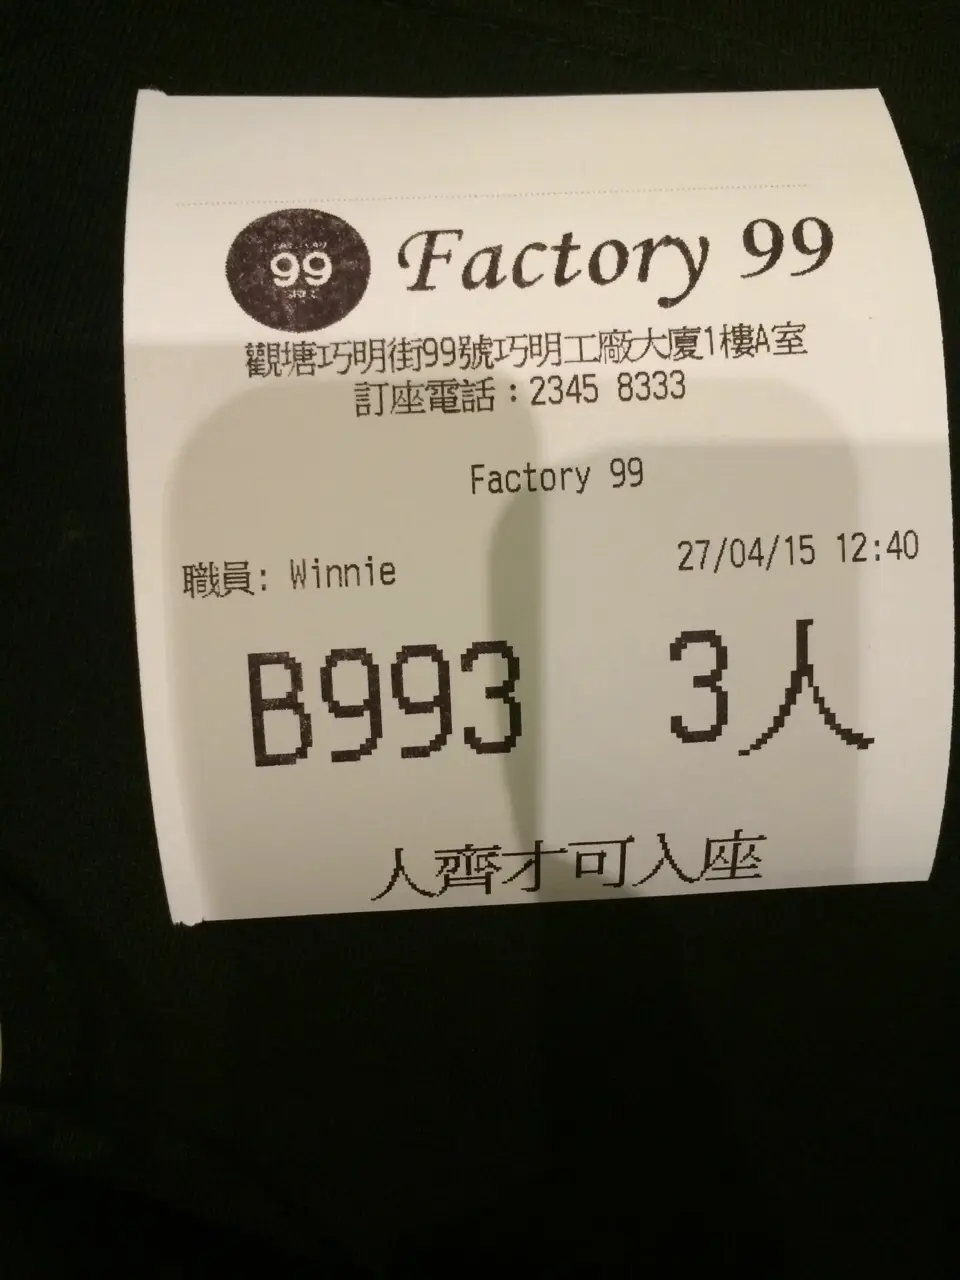 99
Factory 99
觀塘巧明街99號巧明工廠大廈1樓A室
訂座電話：2345 8333
Factory 99
職員: Winnie
27/04/15 12:40
B993 3人
人齊才可入座